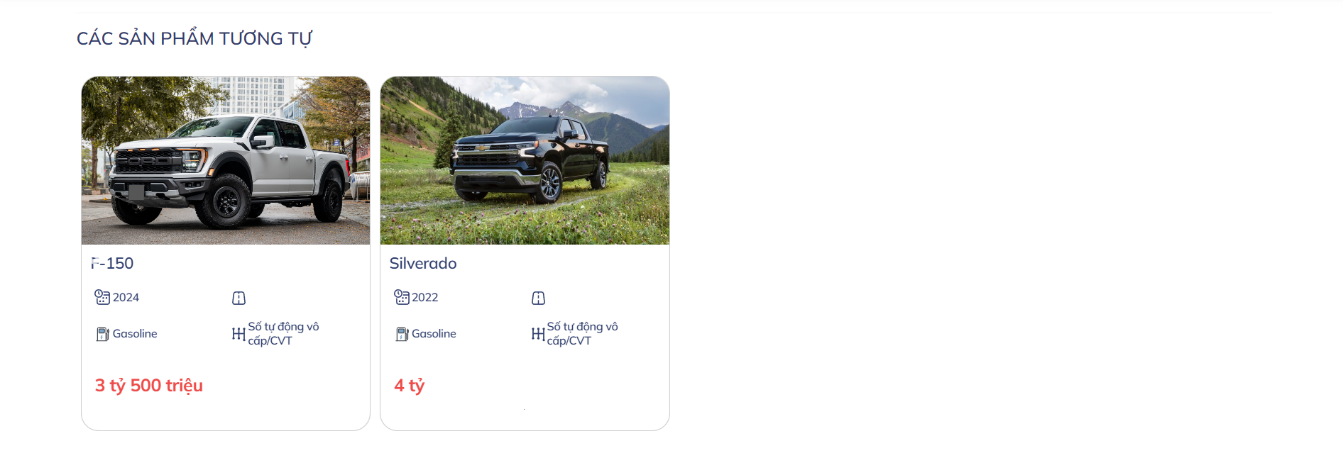 CÁC SẢN PHẨM TƯƠNG TỰ
F-150
2024
Gasoline
Số tự động vô
cấp/CVT
3 tỷ 500 triệu
Silverado
2022
Gasoline
Số tự động vô
cấp/CVT
4 tỷ